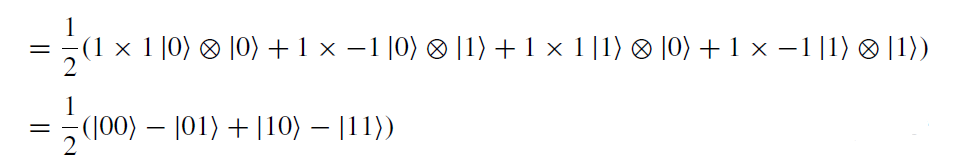 = 1/2 (1 × 1 |0⟩ ⊗ |0⟩ + 1 × −1 |0⟩ ⊗ |1⟩ + 1 × 1 |1⟩ ⊗ |0⟩ + 1 × −1 |1⟩ ⊗ |1⟩)
= 1/2 (|00⟩ − |01⟩ + |10⟩ − |11⟩)